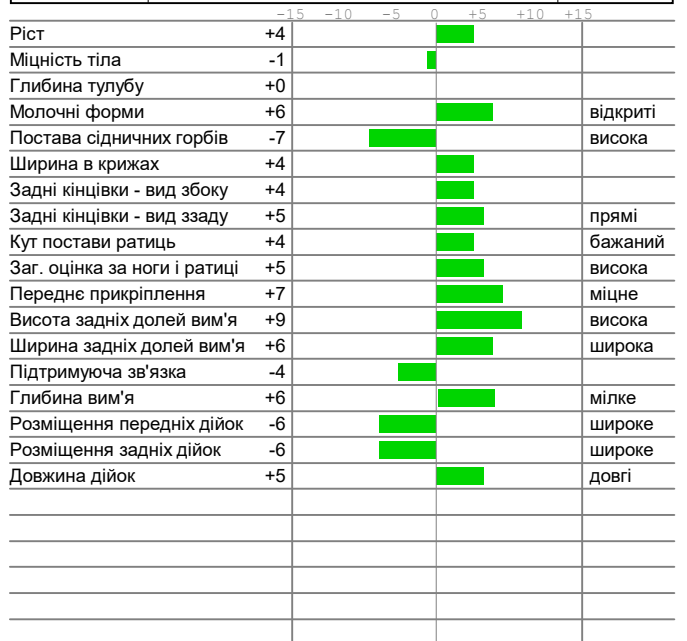 -15 -10 -5 0 +5 +10 +15
Ріст +4
Міцність тіла -1
Глибина тулубу +0
Молочні форми +6 відкриті
Постава сідничних горбів -7 висока
Ширина в крижах +4
Задні кінцівки - вид збоку +4
Задні кінцівки - вид ззаду +5 прямі
Кут постави ратиць +4 бажаний
Заг. оцінка за ноги і ратиці +5 висока
Переднє прикріплення +7 міцне
Висота задніх долей вим'я +9 висока
Ширина задніх долей вим'я +6 широка
Підтримуюча зв'язка -4
Глибина вим'я +6 мілке
Розміщення передніх дійок -6 широке
Розміщення задніх дійок -6 широке
Довжина дійок +5 довгі